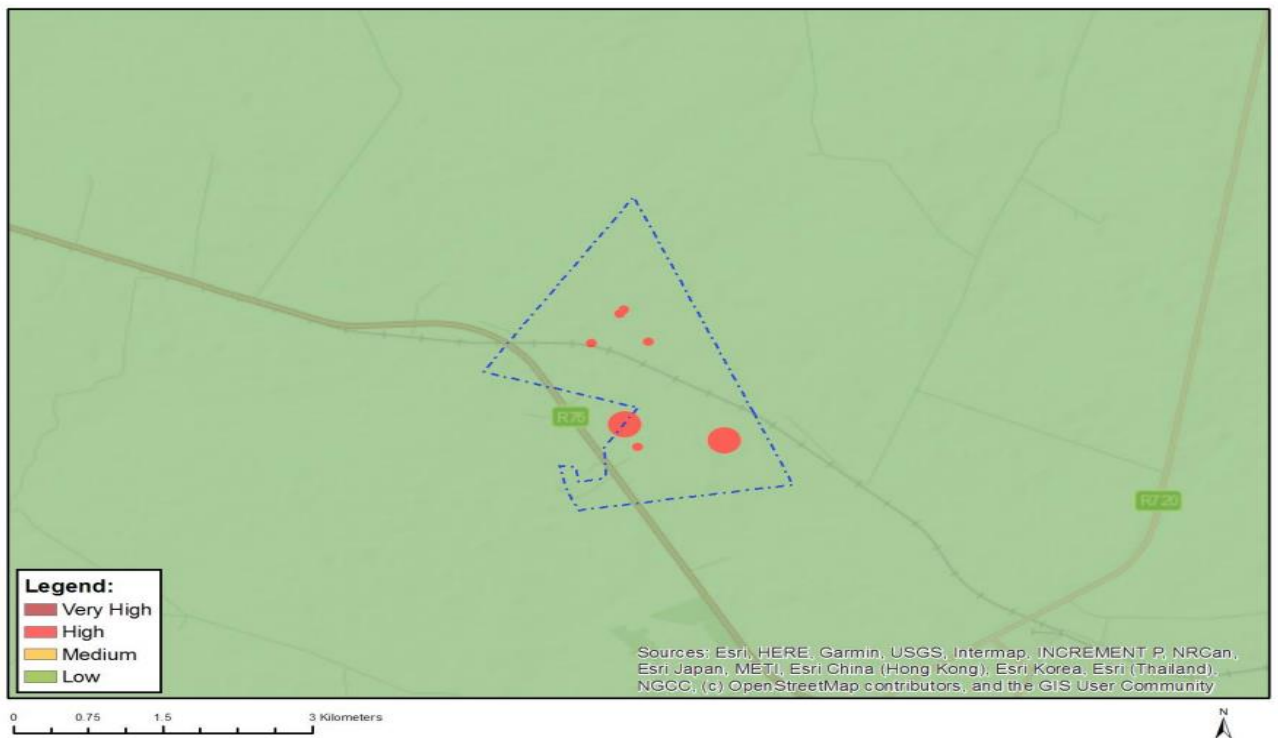 R75
R720
Legend:
Very High
High
Medium
Low
Sources: Esri, HERE, Garmin, USGS, Intermap, INCREMENT P, NRCan,
Esri Japan, METI, Esri China (Hong Kong), Esri Korea, Esri (Thailand),
NGCC, (c) OpenStreetMap contributors, and the GIS User Community
0 0.75 1.5 3 Kilometers
N